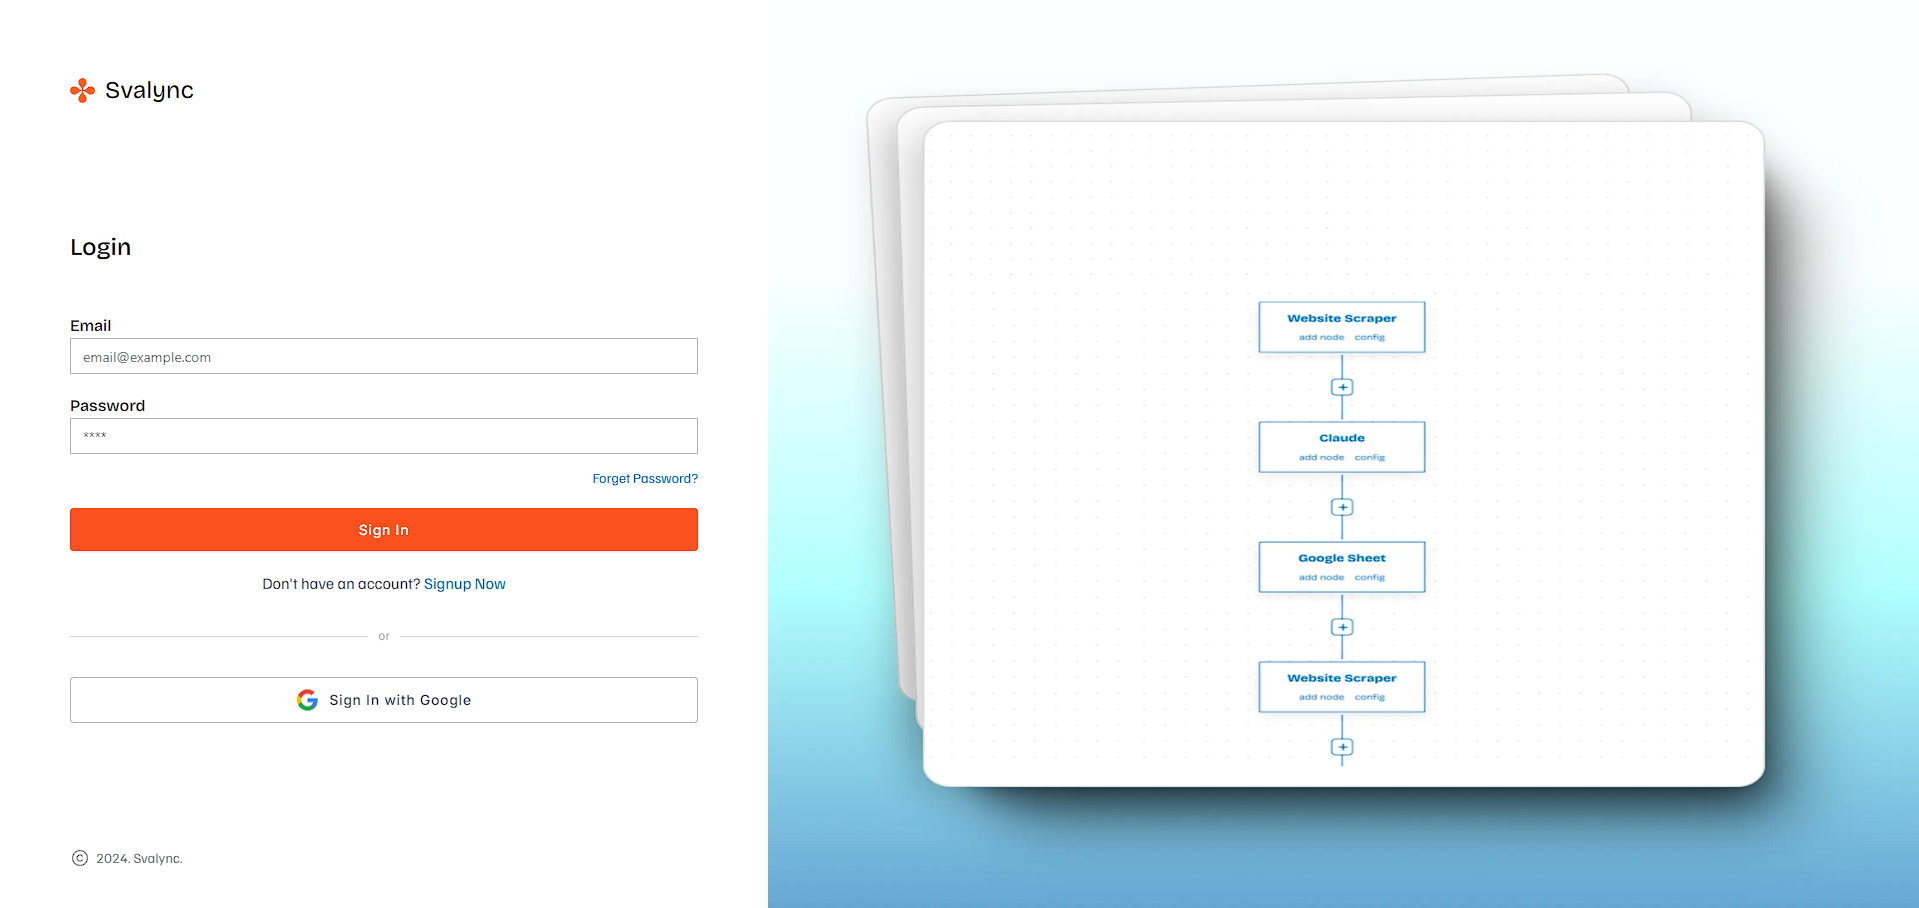 Svalync
Login
Email
email@example.com
Password
****
Forget Password?
Sign In
Don't have an account? Signup Now
or
Sign In with Google
© 2024. Svalync.
Website Scraper
add node config
+
Claude
add node config
+
Google Sheet
add node config
+
Website Scraper
add node config
+